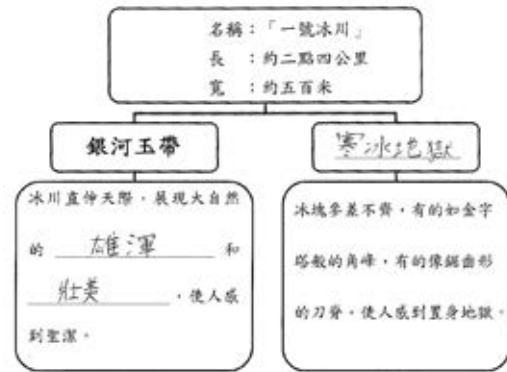 名稱：「一號冰川」
長　：約二點四公里
寬　：約五百米
銀河玉帶
寒冰地獄
冰川直伸天際，展現大自然
的 雄渾 和
壯美 ，使人感
到聖潔。
冰塊參差不齊，有的如金字
塔般的角峰，有的像鋸齒形
的刀脊，使人感到置身地獄。